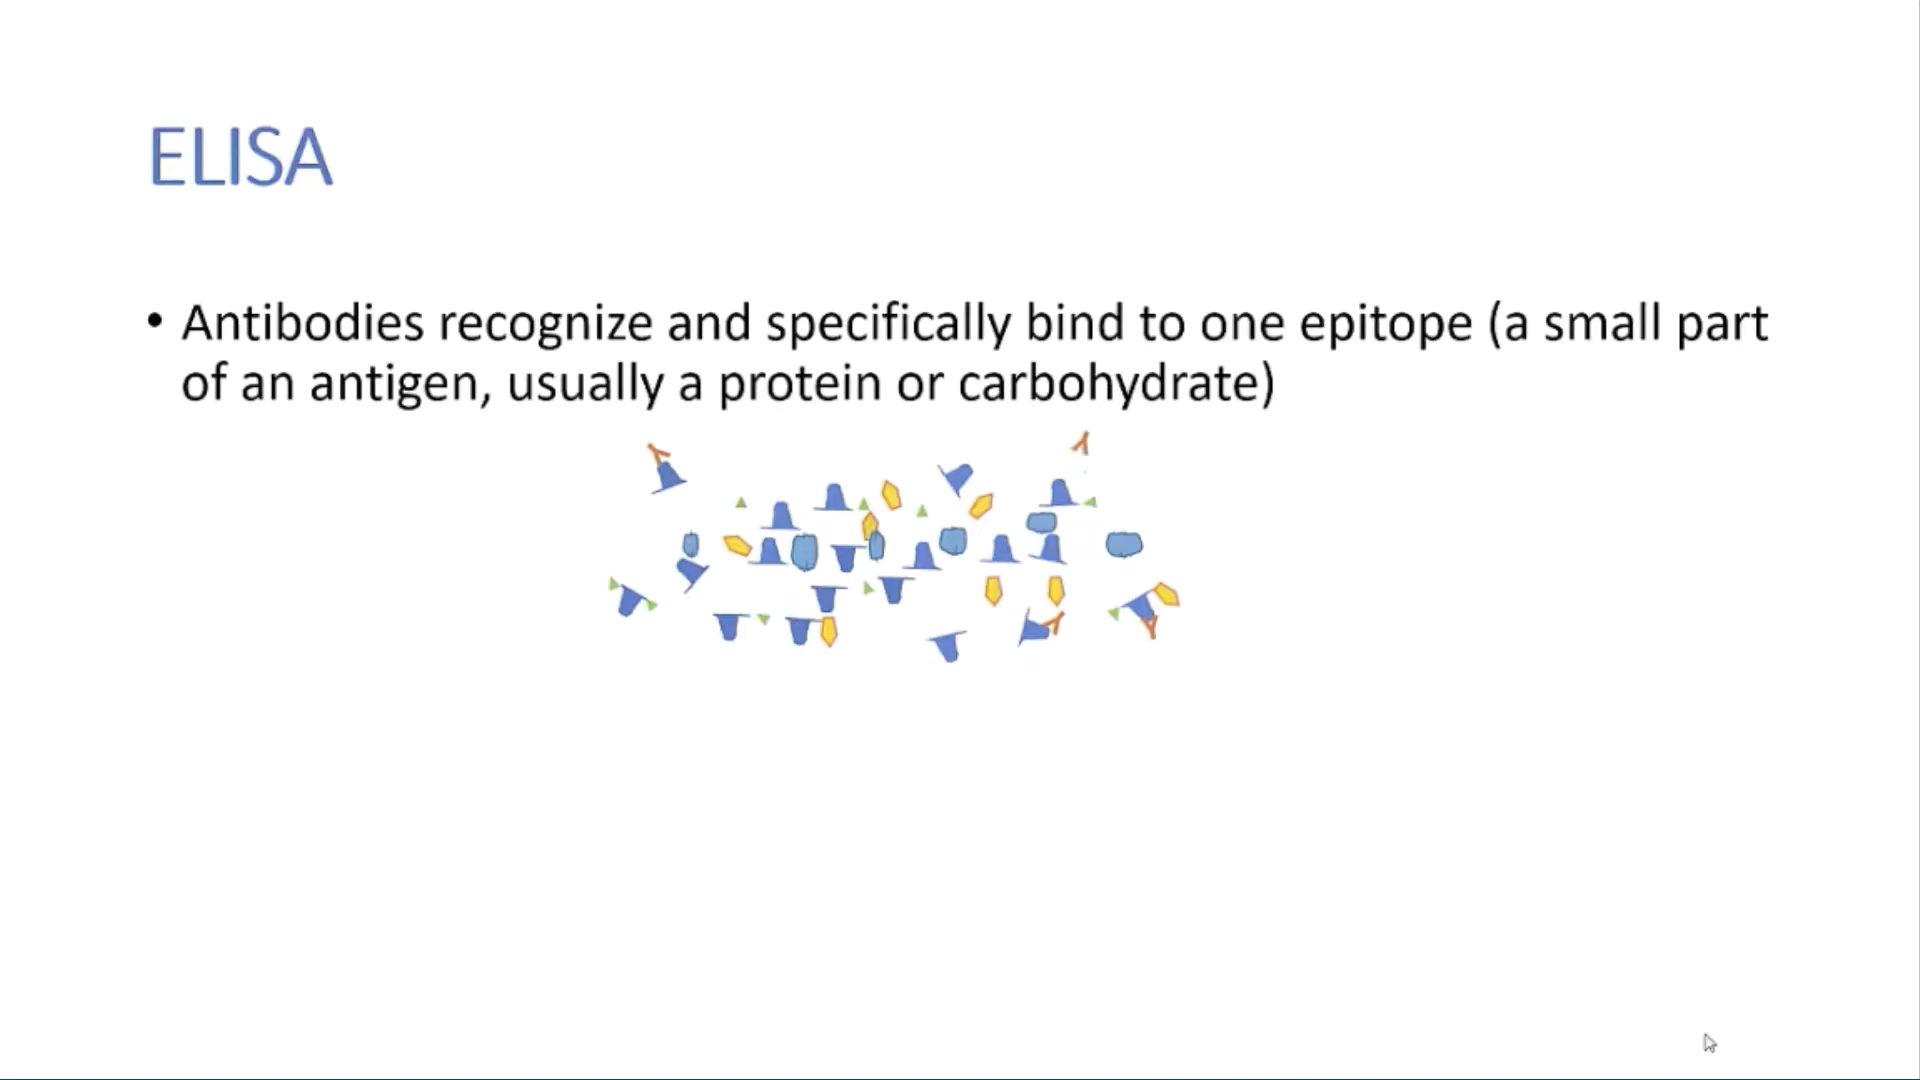 ELISA
• Antibodies recognize and specifically bind to one epitope (a small part
of an antigen, usually a protein or carbohydrate)